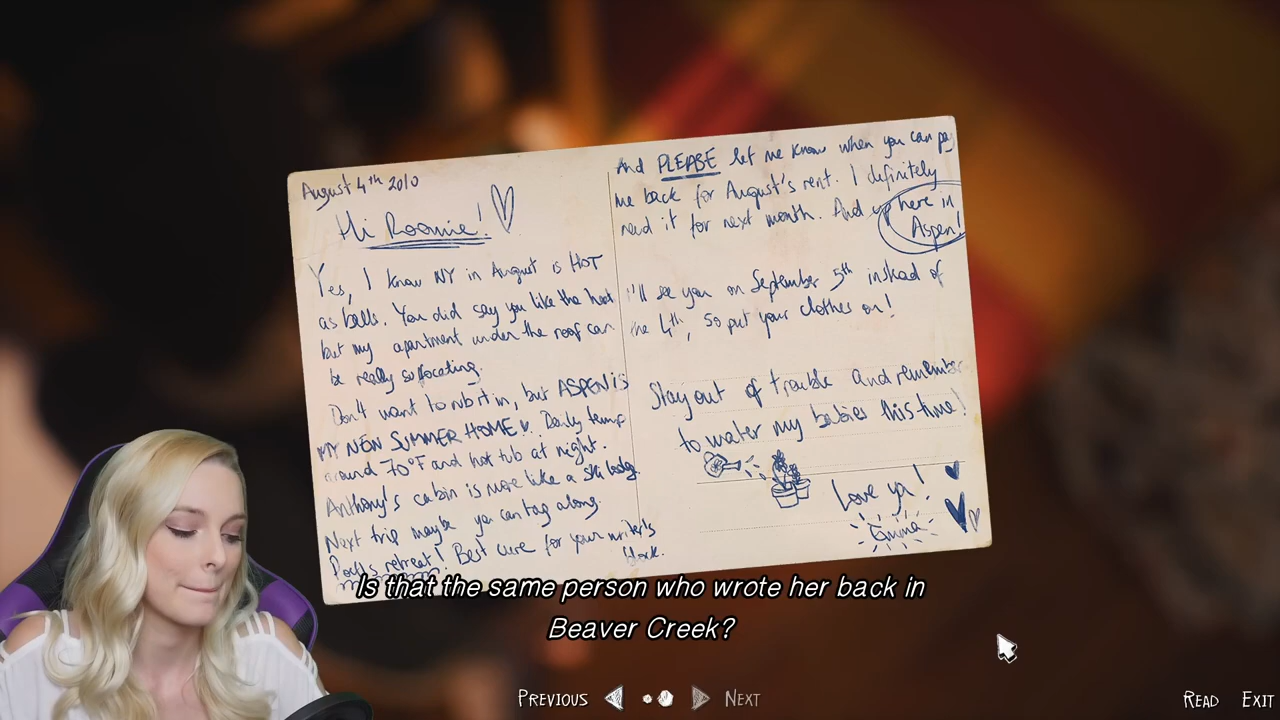 August 4th 2010
Hi Roomie!
Yes, I know NY in August is HOT
as balls. You did say you like the heat
but my apartment under the roof can
be really soffocating.
Don't want to rub it in, but ASPEN is
MY NEW SUMMER HOME. Daily temp
around 70°F and hot tub at night.
Anthony's cabin is more like a ski lodge.
Next trip maybe you can tag along.
Poets retreat! Best cure for your writer's
block.
And PLEASE let me know when you can pay
me back for August's rent. I definitely
need it for next month. And up here in
Aspen!
I'll see you on September 5th instead of
the 4th, so put your clothes on!
Stay out of trouble and remember
to water my babies this time!
Love ya!
Emma
Is that the same person who wrote her back in
Beaver Creek?
PREVIOUS
NEXT
READ
EXIT